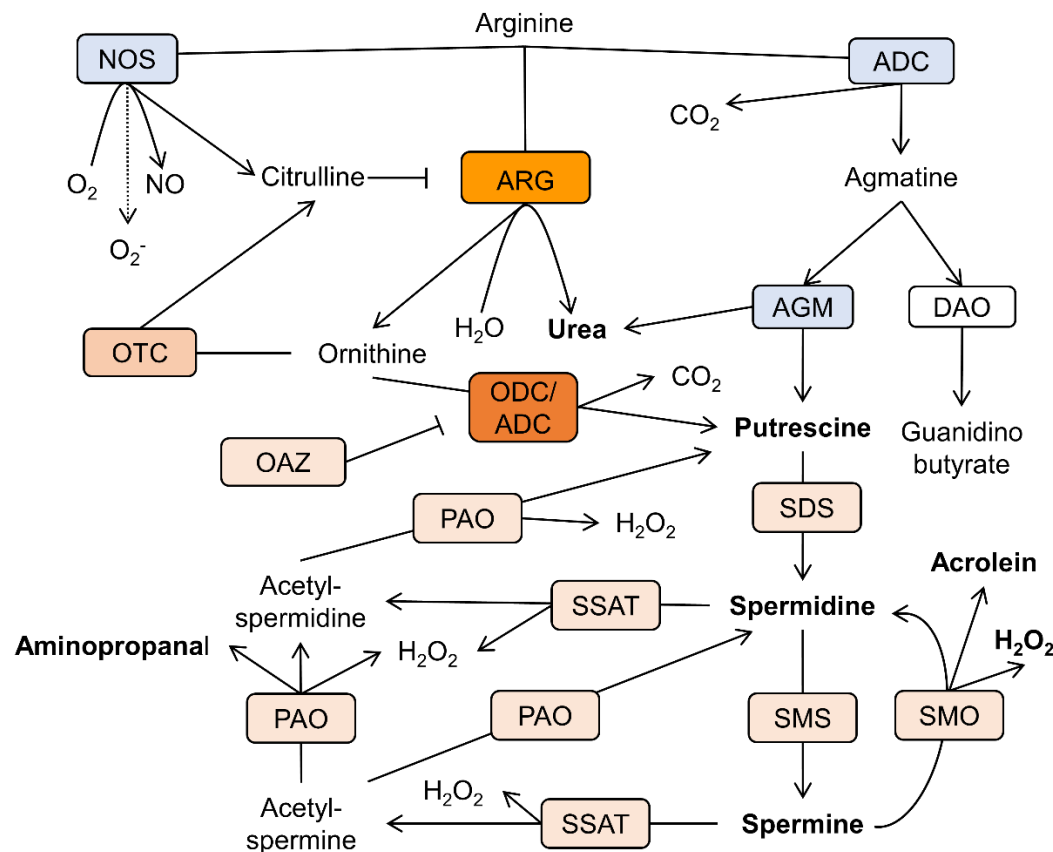 Arginine
NOS
ADC
CO₂
O₂
NO
Citrulline
ARG
Agmatine
O₂⁻
H₂O
Urea
AGM
DAO
OTC
Ornithine
ODC/
ADC
CO₂
Putrescine
Guanidino
butyrate
OAZ
PAO
H₂O₂
SDS
Acetyl-
spermidine
SSAT
Spermidine
Acrolein
Aminopropanal
H₂O₂
H₂O₂
PAO
PAO
SMS
SMO
Acetyl-
spermine
H₂O₂
SSAT
Spermine